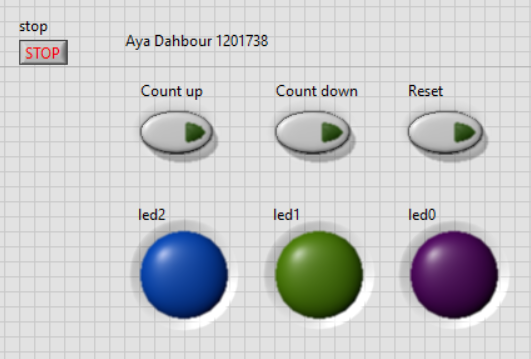 stop
STOP
Aya Dahbour 1201738
Count up
Count down
Reset
led2
led1
led0